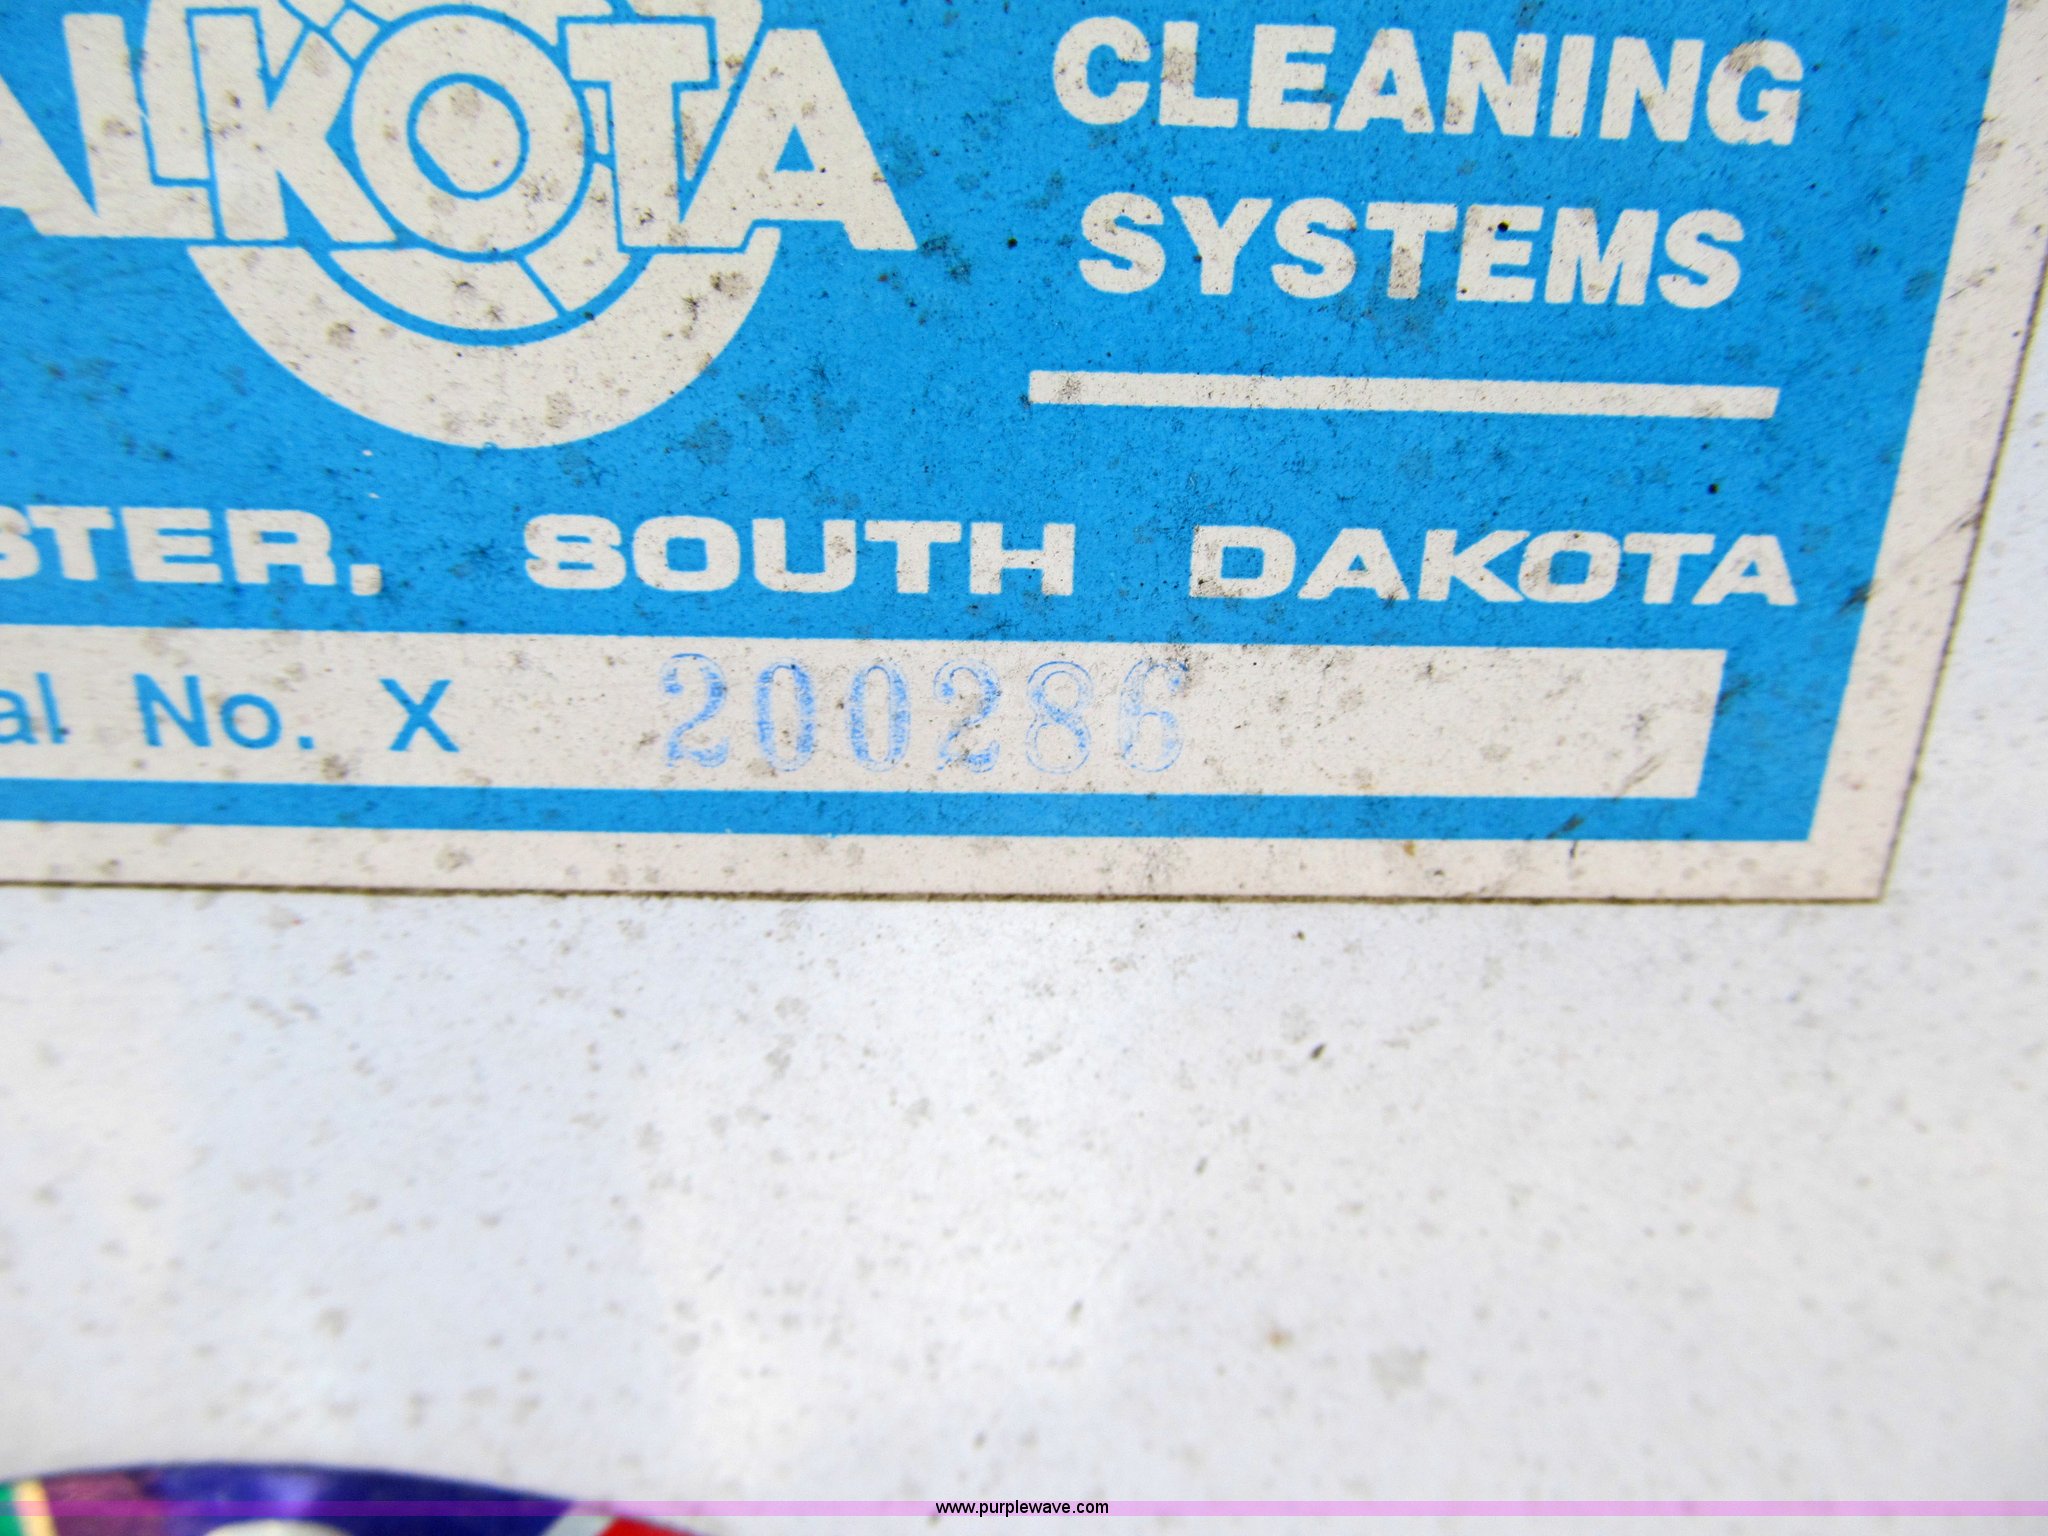 ALKOTA
CLEANING
SYSTEMS
STER, SOUTH DAKOTA
al No. X 200286
www.purplewave.com